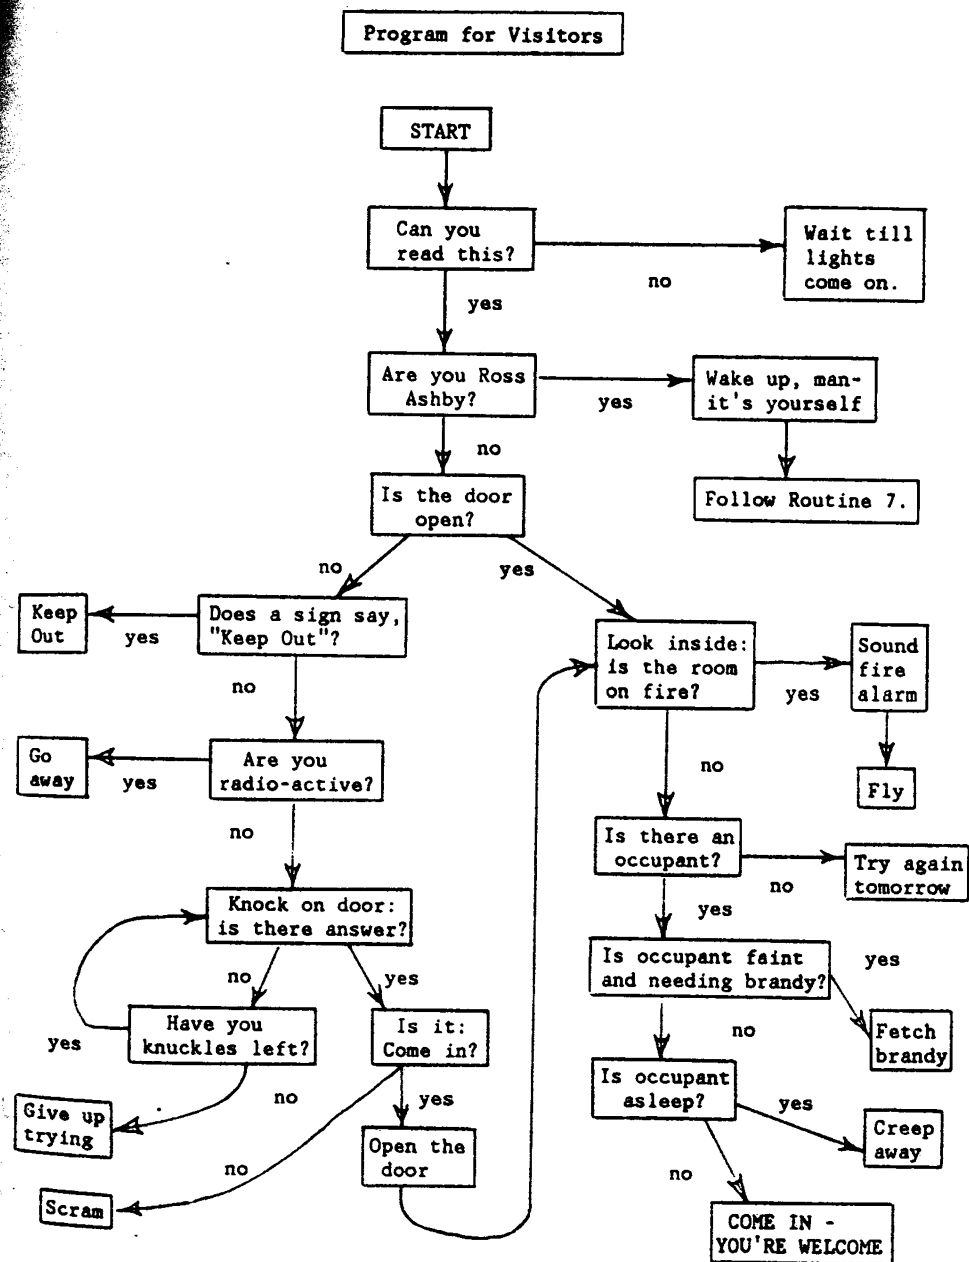 Program for Visitors
START
Can you
read this?
no
Wait till
lights
come on.
yes
Are you Ross
Ashby?
yes
Wake up, man-
it's yourself
Follow Routine 7.
no
Is the door
open?
no
yes
Does a sign say,
"Keep Out"?
yes
Keep
Out
no
Are you
radio-active?
yes
Go
away
no
Knock on door:
is there answer?
no
yes
Have you
knuckles left?
yes
no
Give up
trying
Is it:
Come in?
no
Scram
yes
Open the
door
Look inside:
is the room
on fire?
yes
Sound
fire
alarm
Fly
no
Is there an
occupant?
no
Try again
tomorrow
yes
Is occupant faint
and needing brandy?
yes
Fetch
brandy
no
Is occupant
asleep?
yes
Creep
away
no
COME IN -
YOU'RE WELCOME